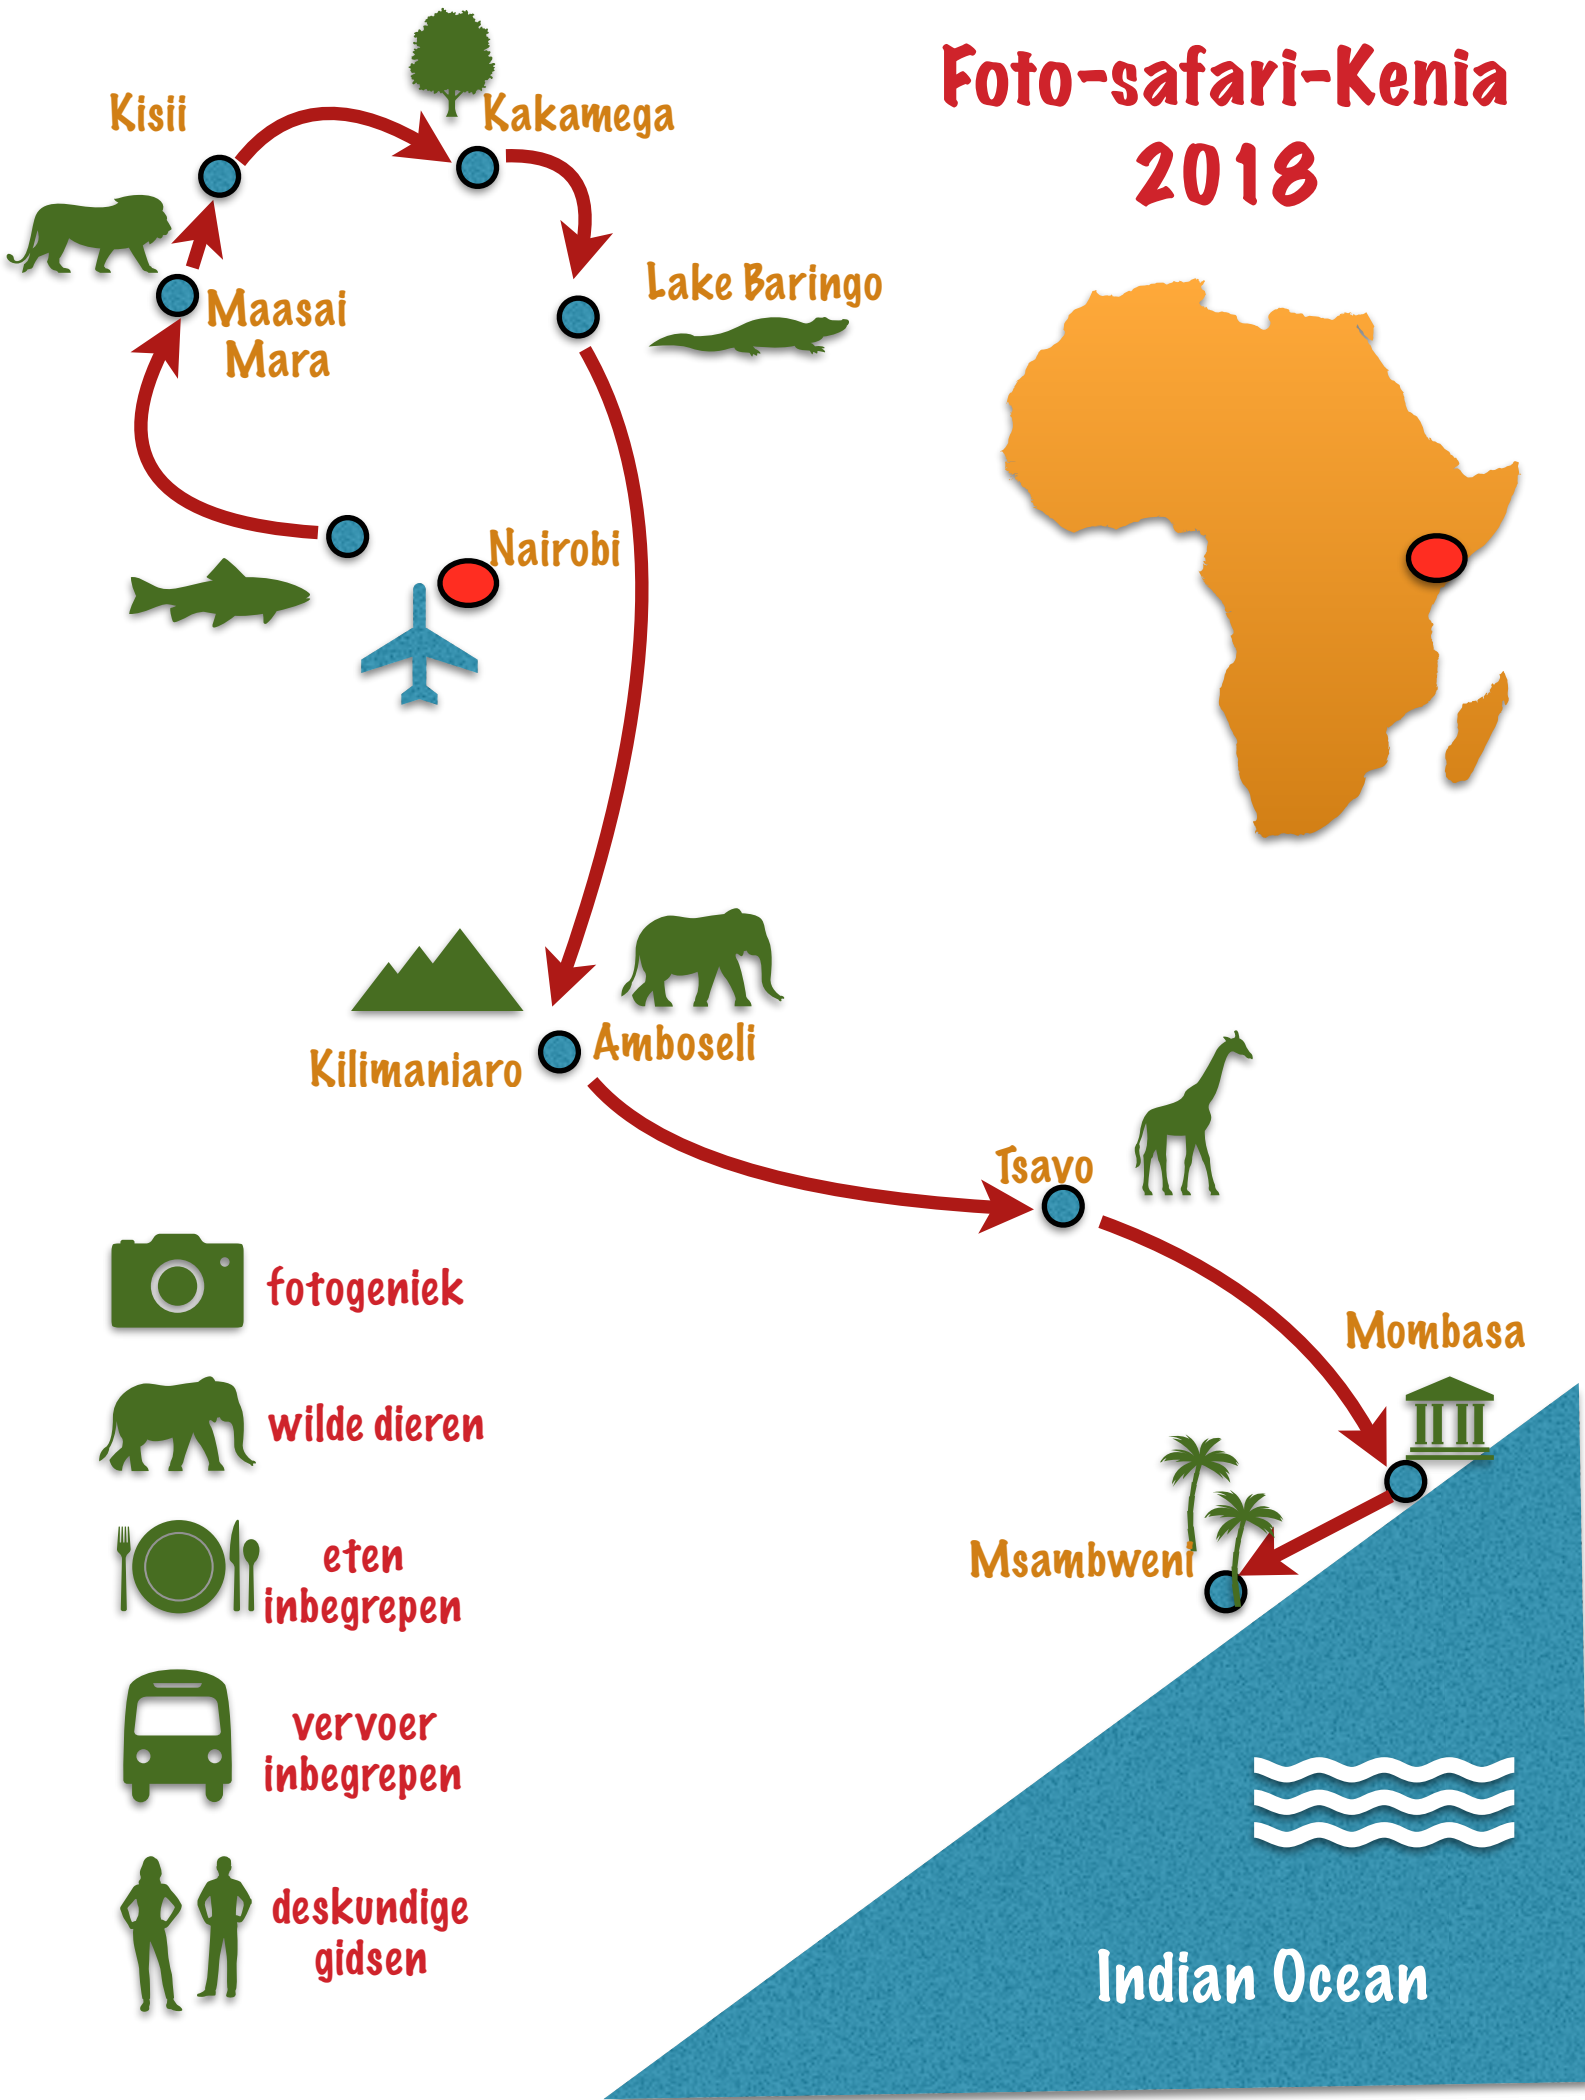 Foto-safari-Kenia
2018
Kisii
Kakamega
Lake Baringo
Maasai
Mara
Nairobi
Kilimaniaro
Amboseli
Tsavo
Mombasa
Msambweni
fotogeniek
wilde dieren
eten
inbegrepen
vervoer
inbegrepen
deskundige
gidsen
Indian Ocean